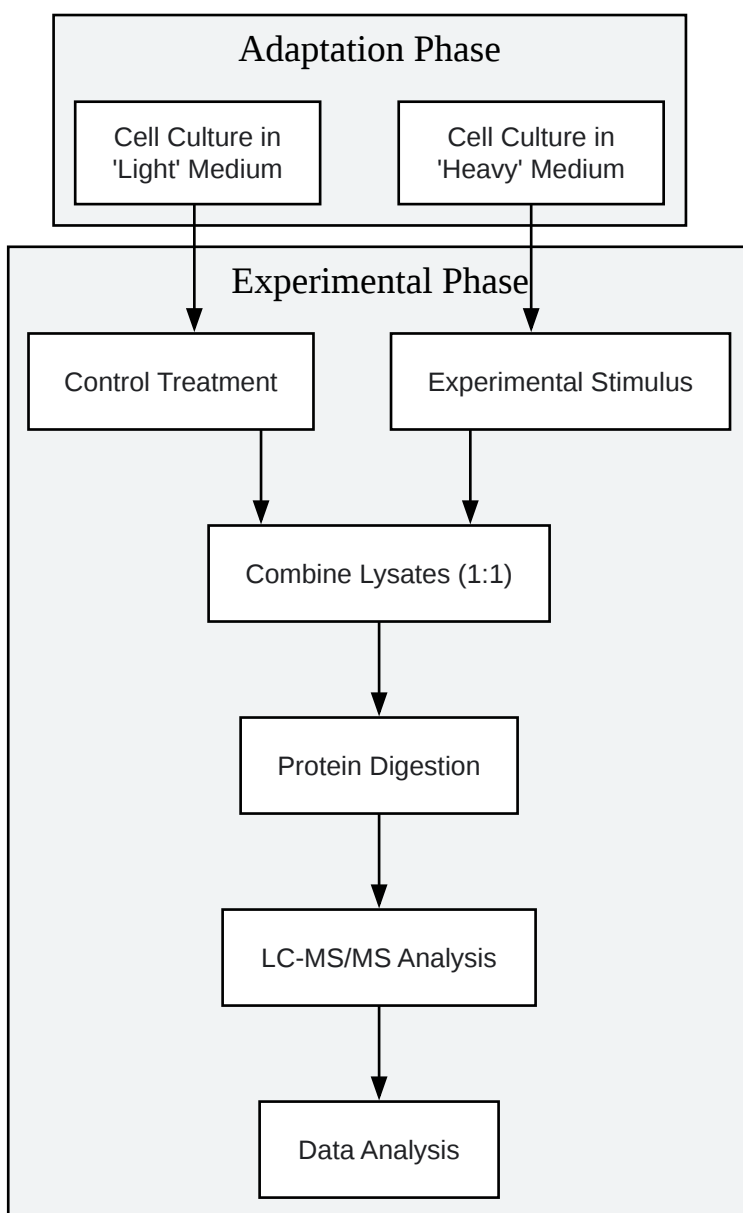 Adaptation Phase
Cell Culture in
'Light' Medium
Cell Culture in
'Heavy' Medium
Experimental Phase
Control Treatment
Experimental Stimulus
Combine Lysates (1:1)
Protein Digestion
LC-MS/MS Analysis
Data Analysis